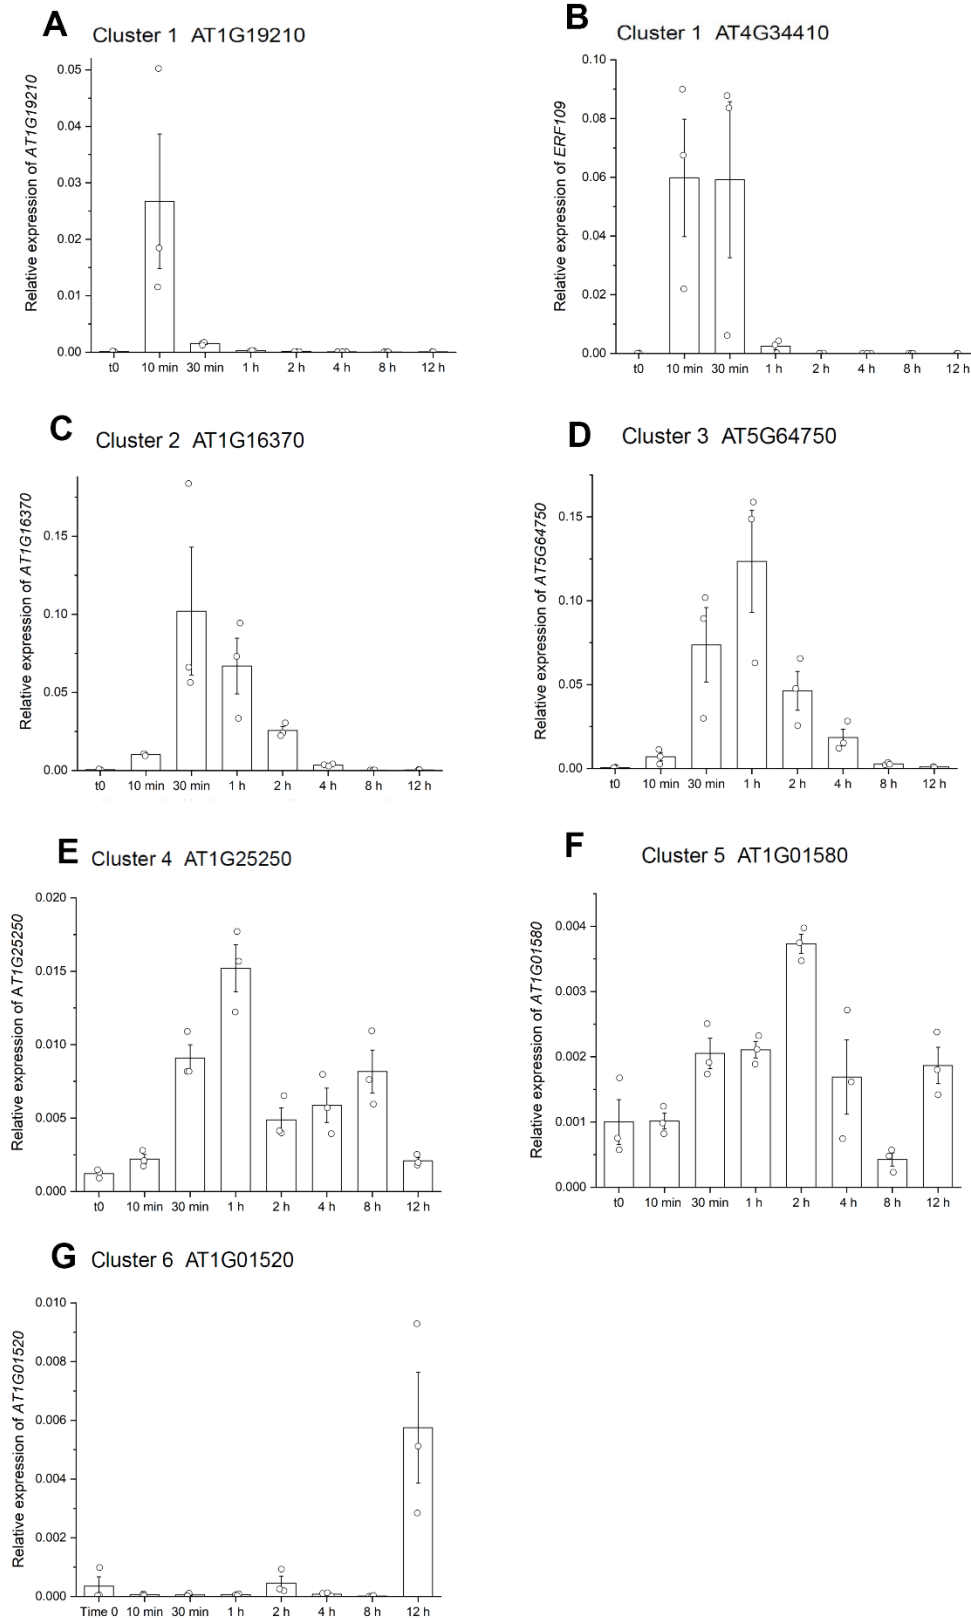 A
Cluster 1 AT1G19210
Relative expression of AT1G19210
0.05
0.04
0.03
0.02
0.01
0.00
t0 10 min 30 min 1 h 2 h 4 h 8 h 12 h
B
Cluster 1 AT4G34410
Relative expression of ERF109
0.10
0.08
0.06
0.04
0.02
0.00
t0 10 min 30 min 1 h 2 h 4 h 8 h 12 h
C
Cluster 2 AT1G16370
Relative expression of AT1G16370
0.15
0.10
0.05
0.00
t0 10 min 30 min 1 h 2 h 4 h 8 h 12 h
D
Cluster 3 AT5G64750
Relative expression of AT5G64750
0.15
0.10
0.05
0.00
t0 10 min 30 min 1 h 2 h 4 h 8 h 12 h
E
Cluster 4 AT1G25250
Relative expression of AT1G25250
0.020
0.015
0.010
0.005
0.000
t0 10 min 30 min 1 h 2 h 4 h 8 h 12 h
F
Cluster 5 AT1G01580
Relative expression of AT1G01580
0.004
0.003
0.002
0.001
0.000
t0 10 min 30 min 1 h 2 h 4 h 8 h 12 h
G
Cluster 6 AT1G01520
Relative expression of AT1G01520
0.010
0.008
0.006
0.004
0.002
0.000
Time 0 10 min 30 min 1 h 2 h 4 h 8 h 12 h